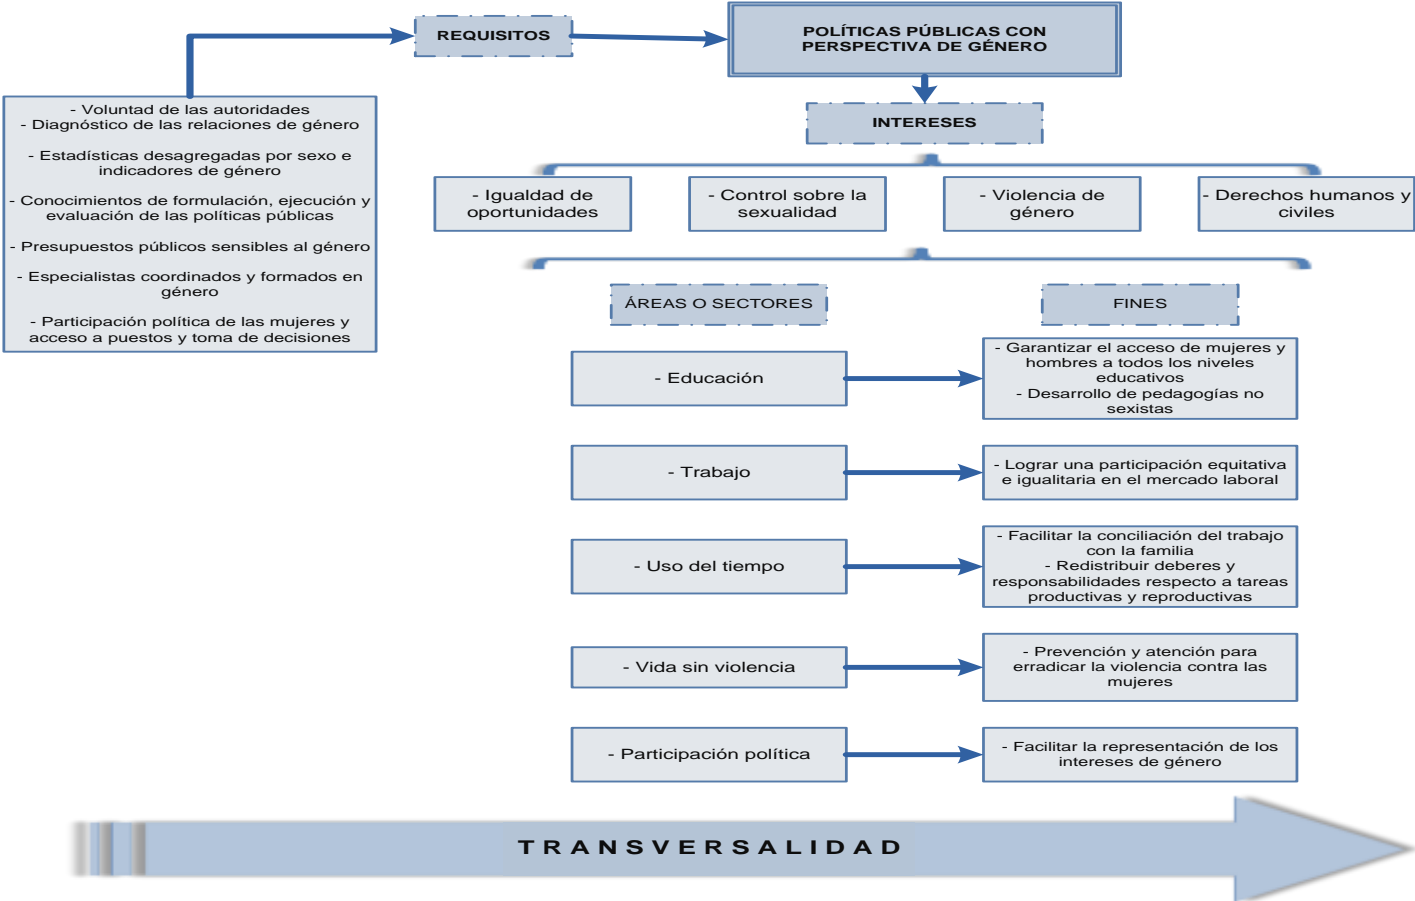 REQUISITOS
POLÍTICAS PÚBLICAS CON
PERSPECTIVA DE GÉNERO
- Voluntad de las autoridades
- Diagnóstico de las relaciones de género
- Estadísticas desagregadas por sexo e
indicadores de género
- Conocimientos de formulación, ejecución y
evaluación de las políticas públicas
- Presupuestos públicos sensibles al género
- Especialistas coordinados y formados en
género
- Participación política de las mujeres y
acceso a puestos y toma de decisiones
INTERESES
- Igualdad de
oportunidades
- Control sobre la
sexualidad
- Violencia de
género
- Derechos humanos y
civiles
ÁREAS O SECTORES
FINES
- Educación
- Garantizar el acceso de mujeres y
hombres a todos los niveles
educativos
- Desarrollo de pedagogías no
sexistas
- Trabajo
- Lograr una participación equitativa
e igualitaria en el mercado laboral
- Uso del tiempo
- Facilitar la conciliación del trabajo
con la familia
- Redistribuir deberes y
responsabilidades respecto a tareas
productivas y reproductivas
- Vida sin violencia
- Prevención y atención para
erradicar la violencia contra las
mujeres
- Participación política
- Facilitar la representación de los
intereses de género
TRANSVERSALIDAD